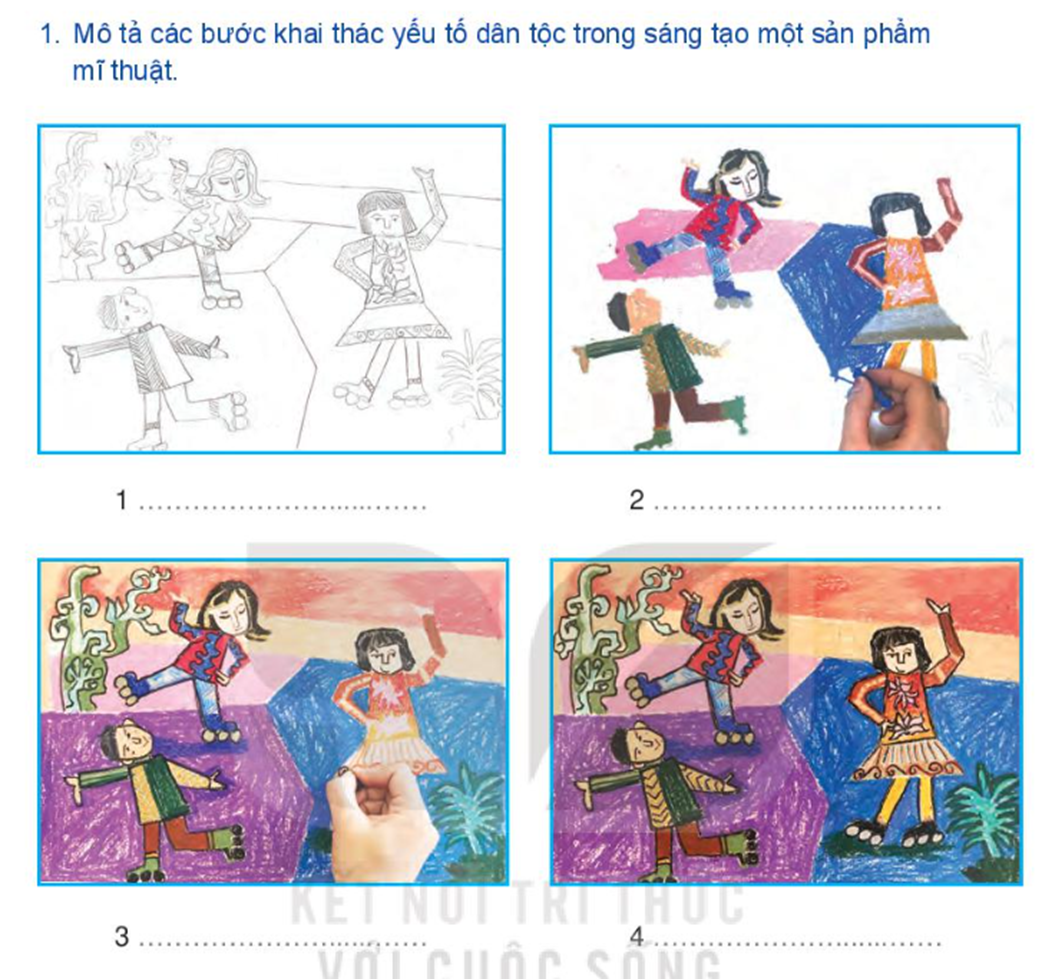 1. Mô tả các bước khai thác yếu tố dân tộc trong sáng tạo một sản phẩm
mĩ thuật.
1 ........................................
2 ........................................
KẾT NỐI TRI THỨC
3 ........................................
4 ........................................
VỚI CUỘC SỐNG